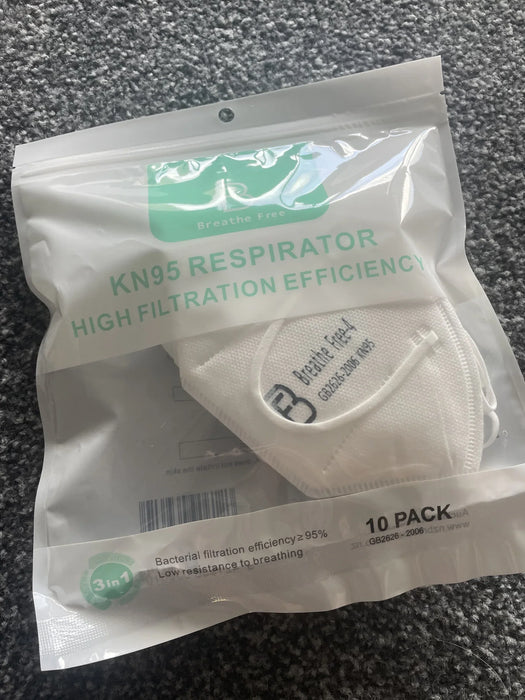 Breathe Free
KN95 RESPIRATOR
HIGH FILTRATION EFFICIENCY
Breathe Free-4
GB2626-2006 KN95
10 PACK
GB2626 - 2006
Bacterial filtration efficiency≥95%
Low resistance to breathing
3 in 1